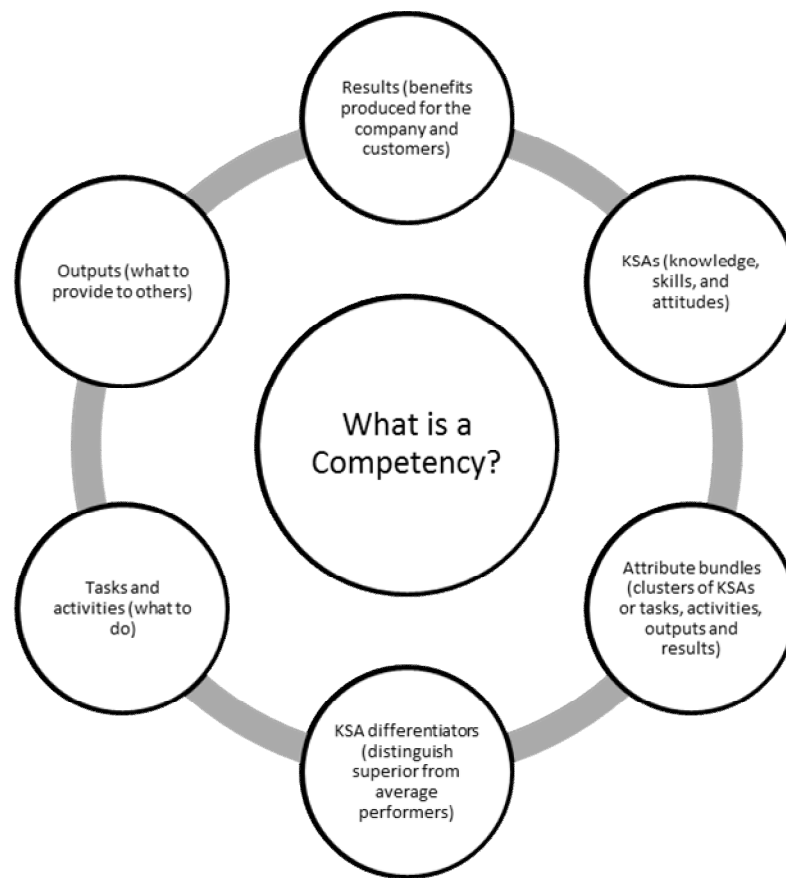 Results (benefits
produced for the
company and
customers)
KSAs (knowledge,
skills, and
attitudes)
Attribute bundles
(clusters of KSAs
or tasks, activities,
outputs and
results)
KSA differentiators
(distinguish
superior from
average
performers)
Tasks and
activities (what to
do)
Outputs (what to
provide to others)
What is a
Competency?